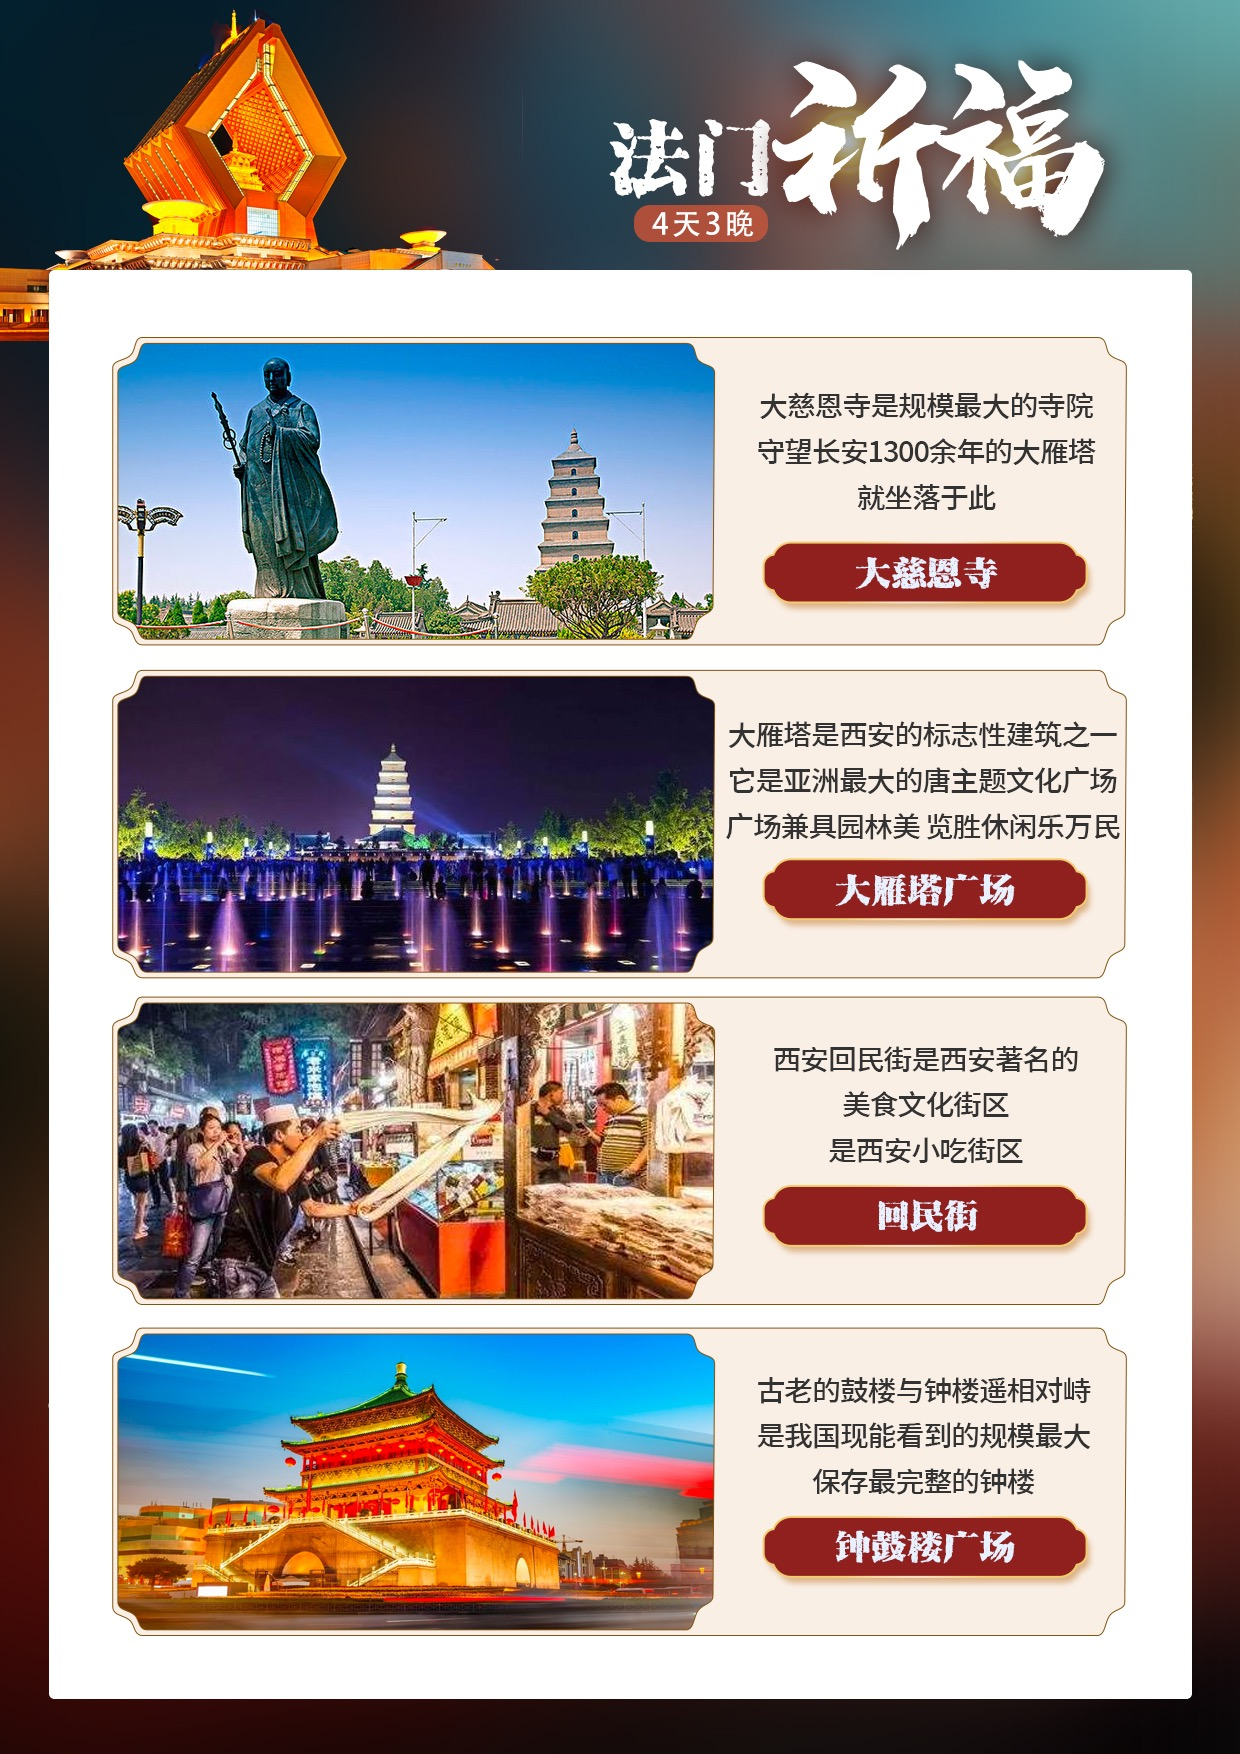 法门祈福
4天3晚
大慈恩寺是规模最大的寺院
守望长安1300余年的大雁塔
就坐落于此
大慈恩寺
大雁塔是西安的标志性建筑之一
它是亚洲最大的唐主题文化广场
广场兼具园林美 览胜休闲乐万民
大雁塔广场
西安回民街是西安著名的
美食文化街区
是西安小吃街区
回民街
古老的鼓楼与钟楼遥相对峙
是我国现能看到的规模最大
保存最完整的钟楼
钟鼓楼广场